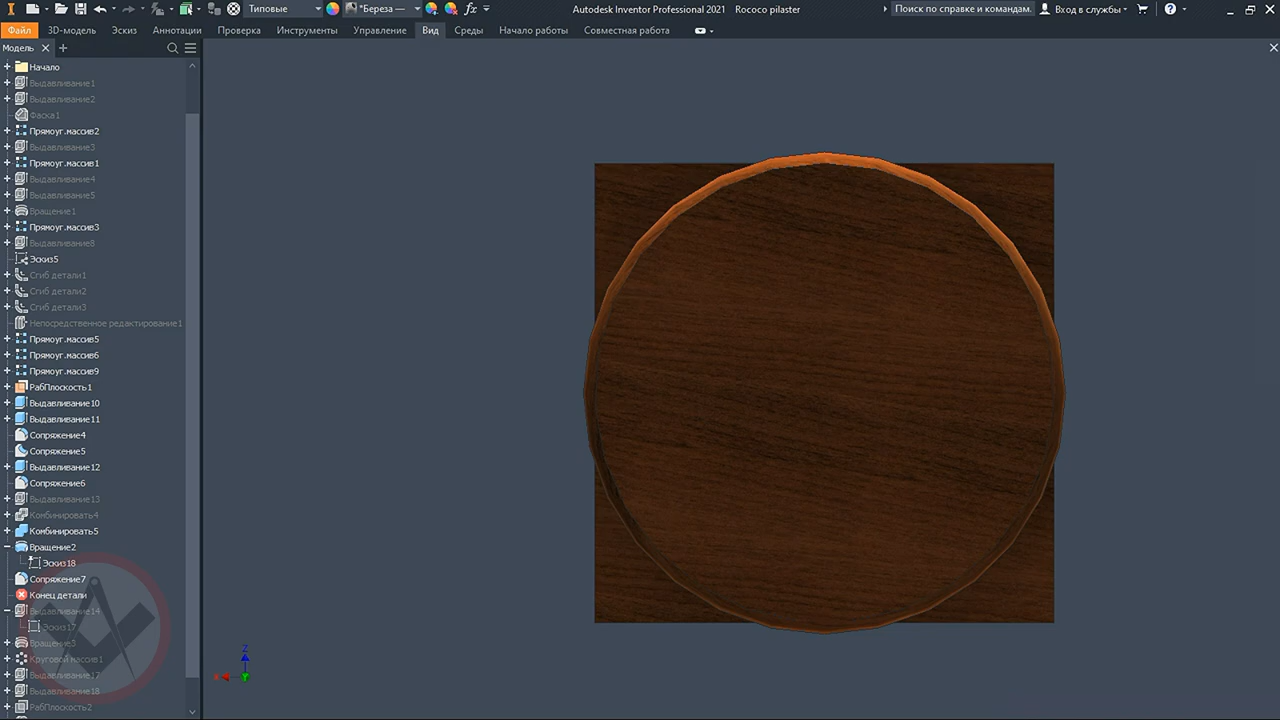 Типовые
*Береза —
fx
Autodesk Inventor Professional 2021 Rococo pilaster
Поиск по справке и командам.
Вход в службы
Файл
3D-модель
Эскиз
Аннотации
Проверка
Инструменты
Управление
Вид
Среды
Начало работы
Совместная работа
Модель
Начало
Выдавливание1
Выдавливание2
Фаска1
Прямоуг.массив2
Выдавливание3
Прямоуг.массив1
Выдавливание4
Выдавливание5
Вращение1
Прямоуг.массив3
Выдавливание8
Эскиз5
Сгиб детали1
Сгиб детали2
Сгиб детали3
Непосредственное редактирование1
Прямоуг.массив5
Прямоуг.массив6
Прямоуг.массив9
РабПлоскость1
Выдавливание10
Выдавливание11
Сопряжение4
Сопряжение5
Выдавливание12
Сопряжение6
Выдавливание13
Комбинировать4
Комбинировать5
Вращение2
Эскиз18
Сопряжение7
Конец детали
Выдавливание14
Эскиз17
Вращение3
Круговой массив1
Выдавливание17
Выдавливание18
РабПлоскость2
Z
X
Y